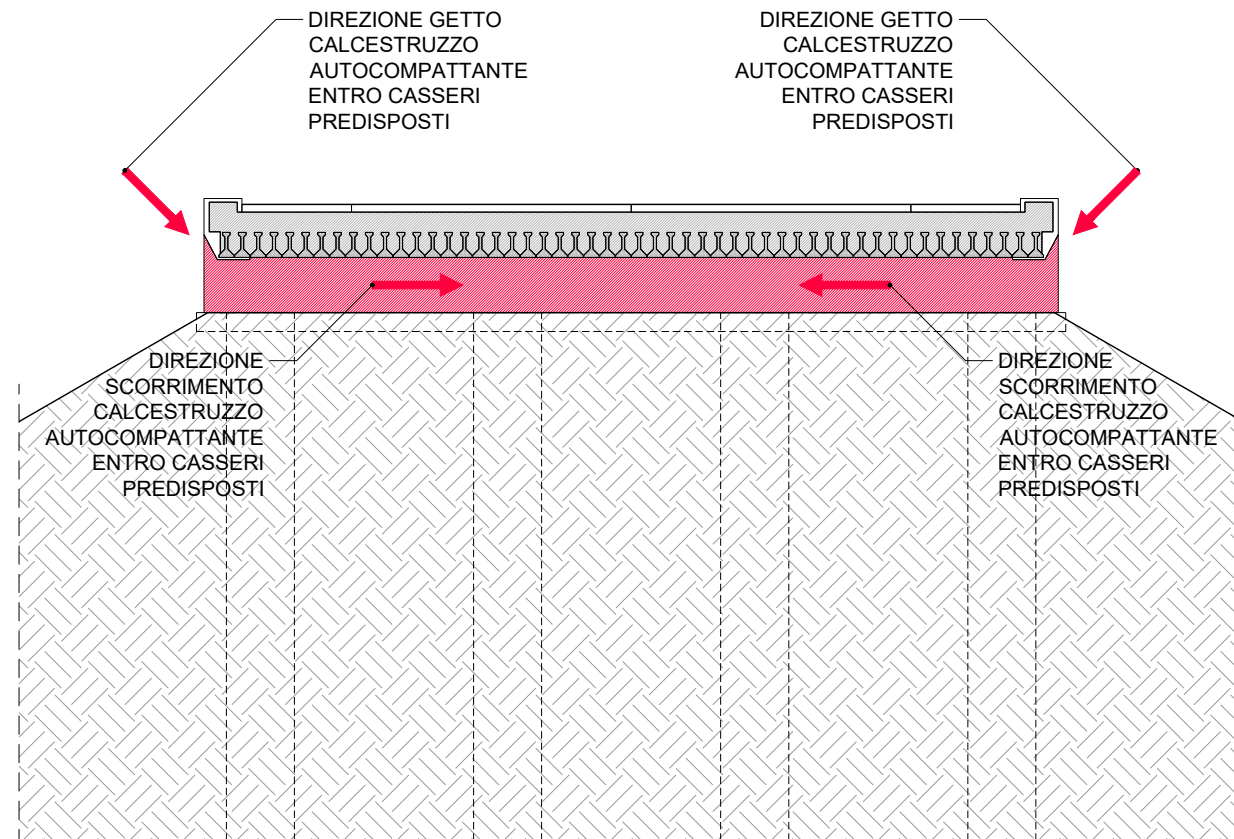 DIREZIONE GETTO
CALCESTRUZZO
AUTOCOMPATTANTE
ENTRO CASSERI
PREDISPOSTI
DIREZIONE GETTO
CALCESTRUZZO
AUTOCOMPATTANTE
ENTRO CASSERI
PREDISPOSTI
DIREZIONE
SCORRIMENTO
CALCESTRUZZO
AUTOCOMPATTANTE
ENTRO CASSERI
PREDISPOSTI
DIREZIONE
SCORRIMENTO
CALCESTRUZZO
AUTOCOMPATTANTE
ENTRO CASSERI
PREDISPOSTI